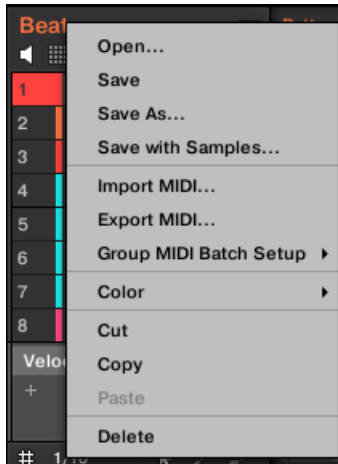 Beat
Open...
Save
1
Save As...
2
Save with Samples...
3
Import MIDI...
4
Export MIDI...
5
Group MIDI Batch Setup
6
Color
7
8
Cut
Velo
Copy
+
Paste
Delete
#